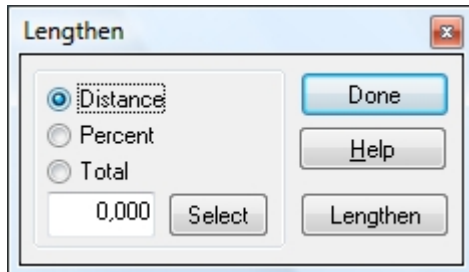 Lengthen
Distance
Done
Percent
Help
Total
0,000 Select Lengthen